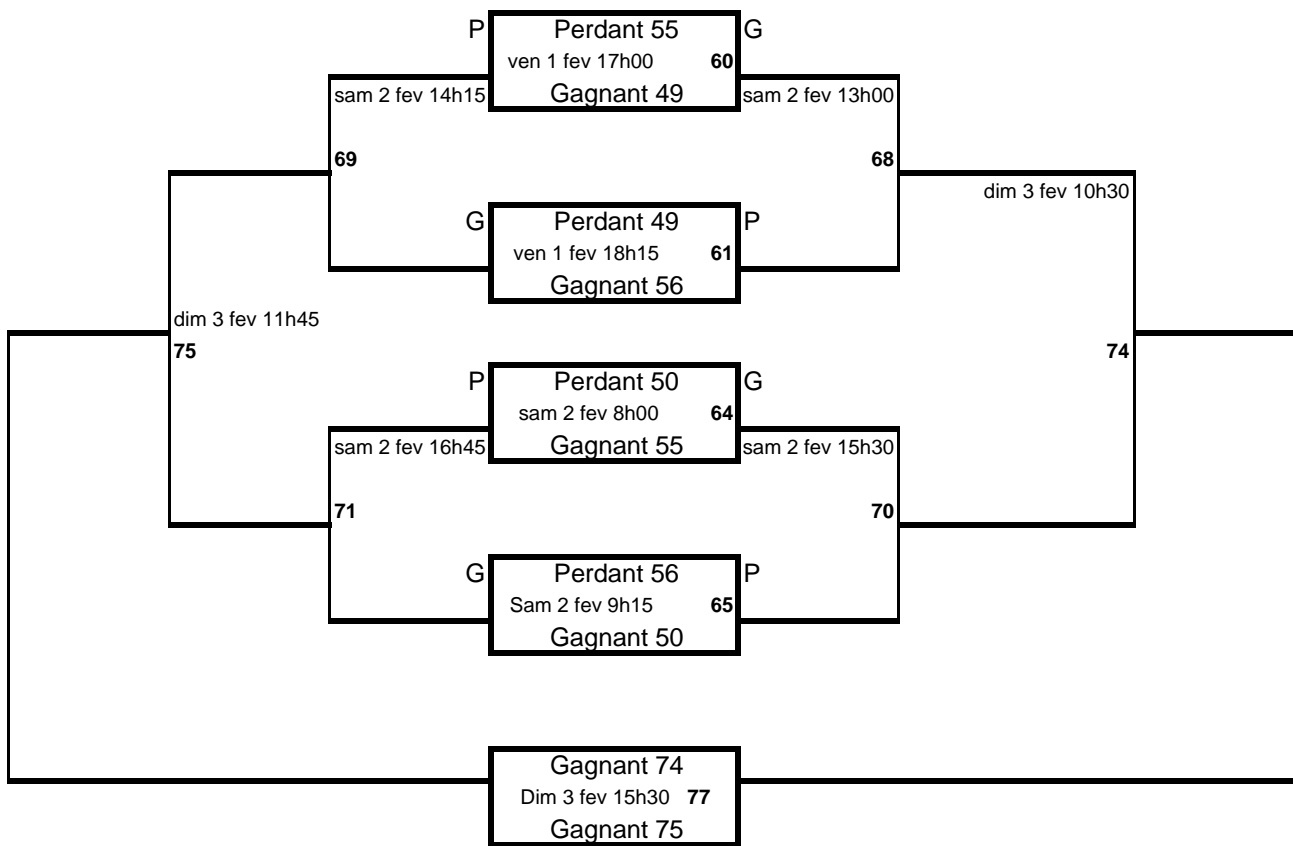 P Perdant 55 G
ven 1 fev 17h00 60
sam 2 fev 14h15 Gagnant 49 sam 2 fev 13h00
69 68
dim 3 fev 10h30
G Perdant 49 P
ven 1 fev 18h15 61
Gagnant 56
dim 3 fev 11h45
75 74
P Perdant 50 G
sam 2 fev 8h00 64
sam 2 fev 16h45 Gagnant 55 sam 2 fev 15h30
71 70
G Perdant 56 P
Sam 2 fev 9h15 65
Gagnant 50
Gagnant 74
Dim 3 fev 15h30 77
Gagnant 75